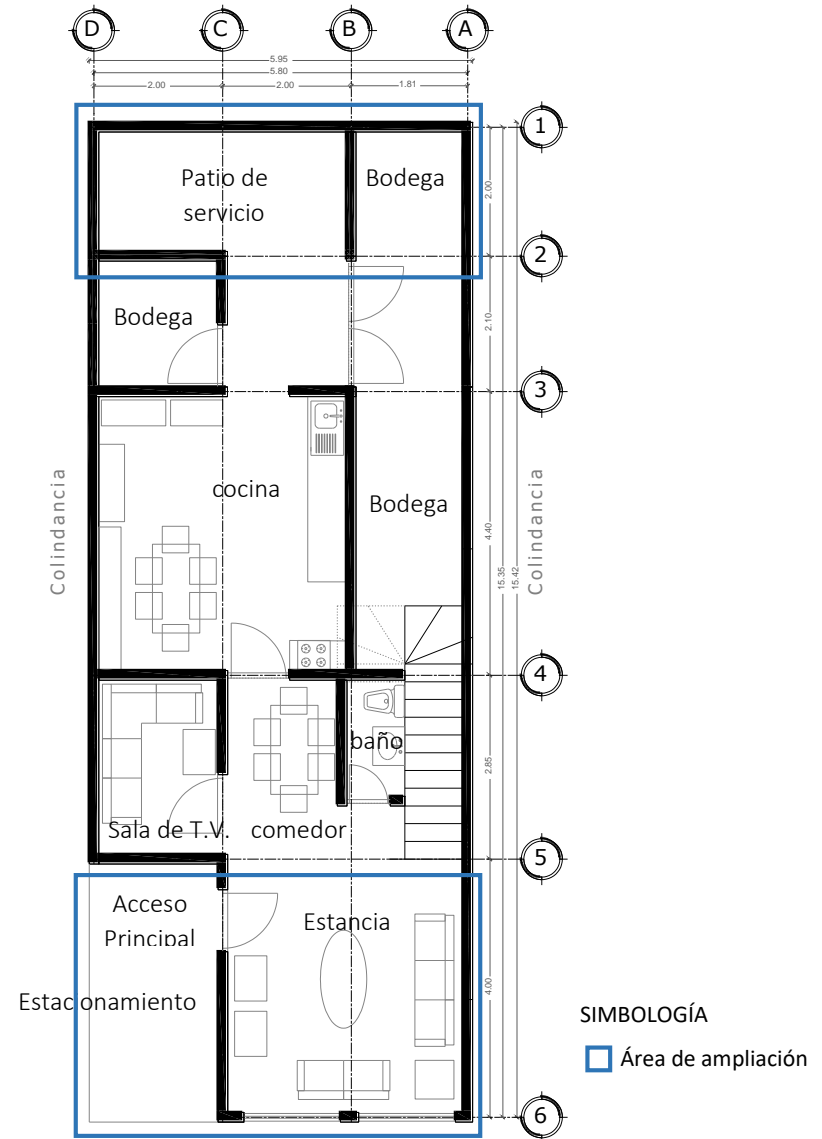 D C B A
5.95
5.80
2.00 2.00 1.81
1
Patio de
servicio
Bodega
2.00
2
Bodega
2.10
3
cocina
Bodega
Colindancia
Colindancia
4.40
15.35
15.42
4
baño
2.85
Sala de T.V. comedor
5
Acceso
Principal
Estancia
Estacionamiento
4.00
SIMBOLOGÍA
Área de ampliación
6